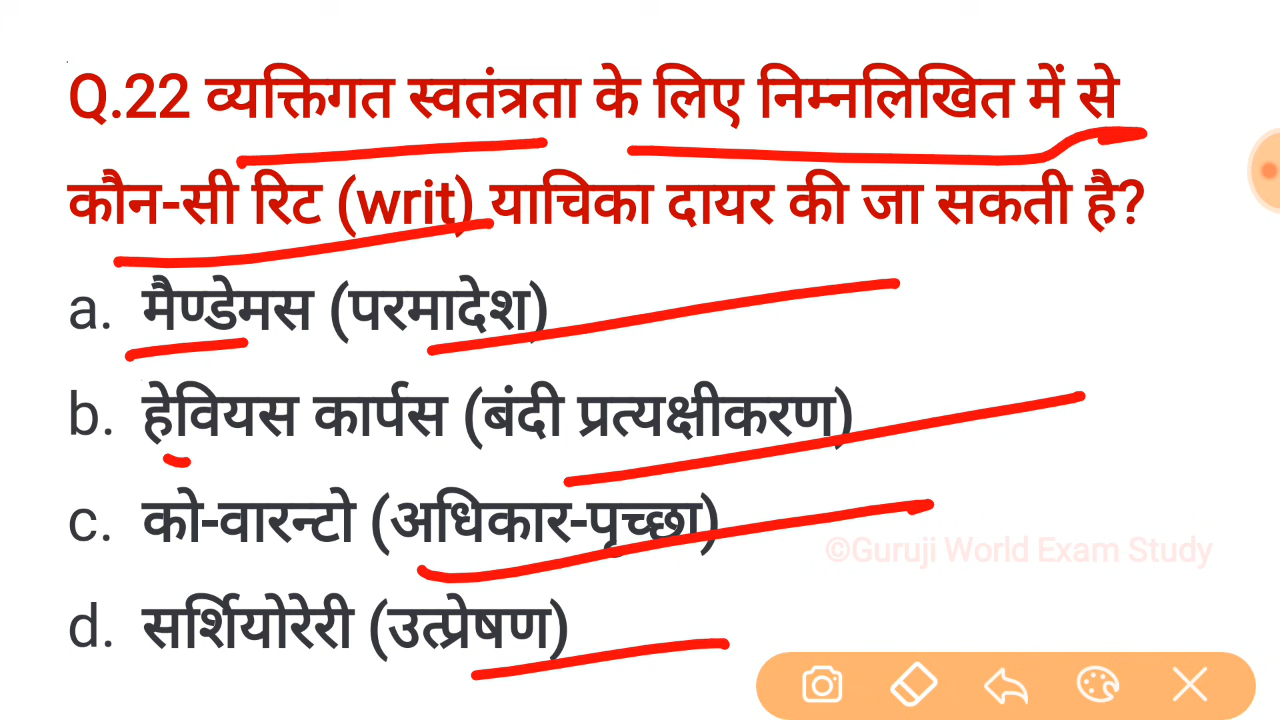 Q.22 व्यक्तिगत स्वतंत्रता के लिए निम्नलिखित में से
कौन-सी रिट (writ) याचिका दायर की जा सकती है?
a. मैण्डेमस (परमादेश)
b. हेवियस कार्पस (बंदी प्रत्यक्षीकरण)
c. को-वारन्टो (अधिकार-पृच्छा)
©Guruji World Exam Study
d. सर्शियोरेरी (उत्प्रेषण)